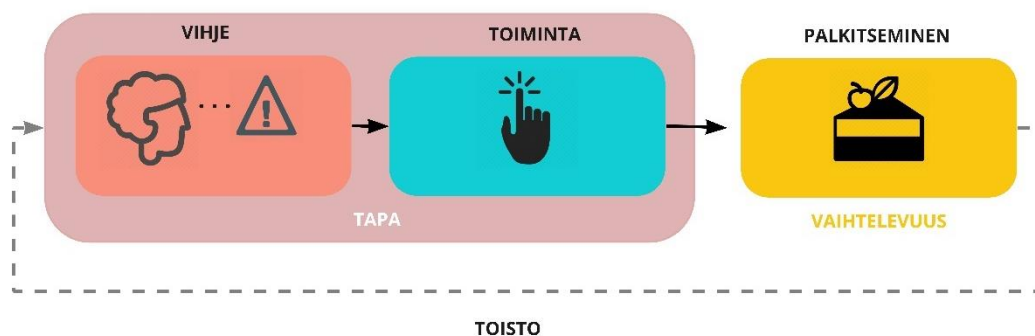 VIHJE
TOIMINTA
PALKITSEMINEN
TAPA
VAIHTELEVUUS
TOISTO